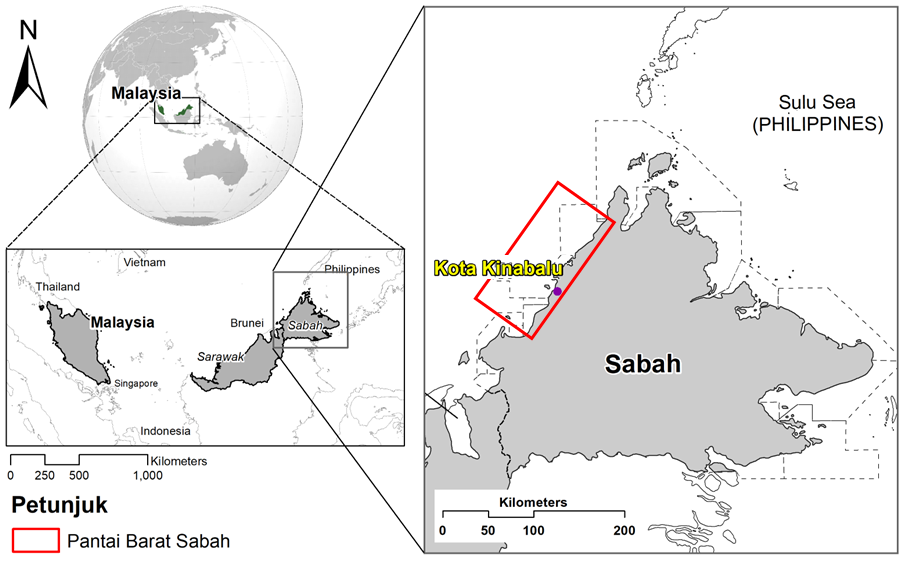 N
Malaysia
Vietnam
Philippines
Thailand
Malaysia
Brunei
Sabah
Sarawak
Singapore
Indonesia
Kilometers
0 250 500 1,000
Petunjuk
Pantai Barat Sabah
Sulu Sea
(PHILIPPINES)
Kota Kinabalu
Sabah
Kilometers
0 50 100 200